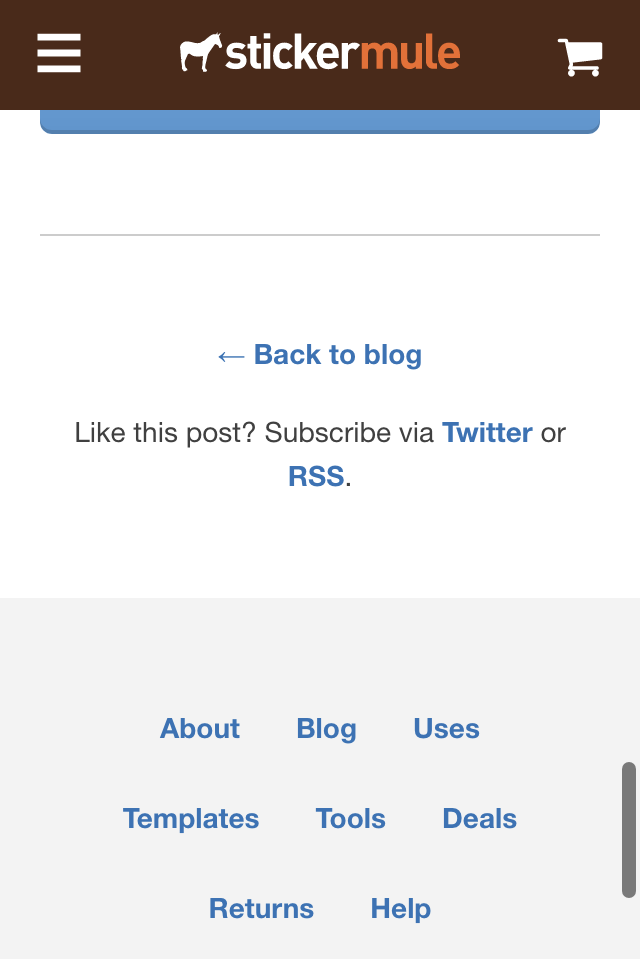 stickermule
← Back to blog
Like this post? Subscribe via Twitter or
RSS.
About Blog Uses
Templates Tools Deals
Returns Help